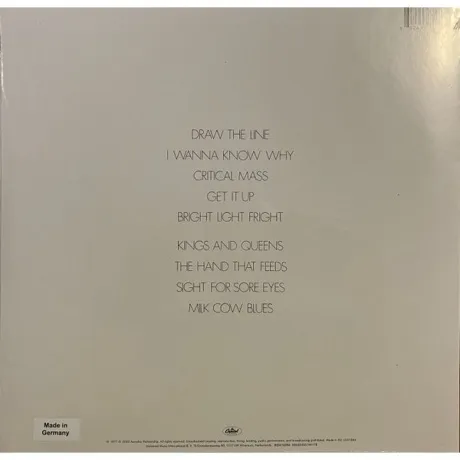 DRAW THE LINE
I WANNA KNOW WHY
CRITICAL MASS
GET IT UP
BRIGHT LIGHT FRIGHT
KINGS AND QUEENS
THE HAND THAT FEEDS
SIGHT FOR SORE EYES
MILK COW BLUES
Made in
Germany
Capitol